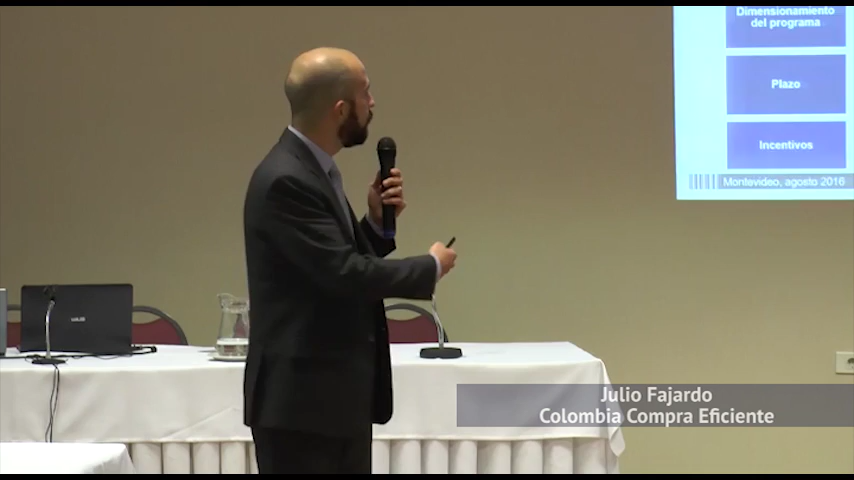 Dimensionamiento
del programa
Plazo
Incentivos
Montevideo, agosto 2016
Julio Fajardo
Colombia Compra Eficiente